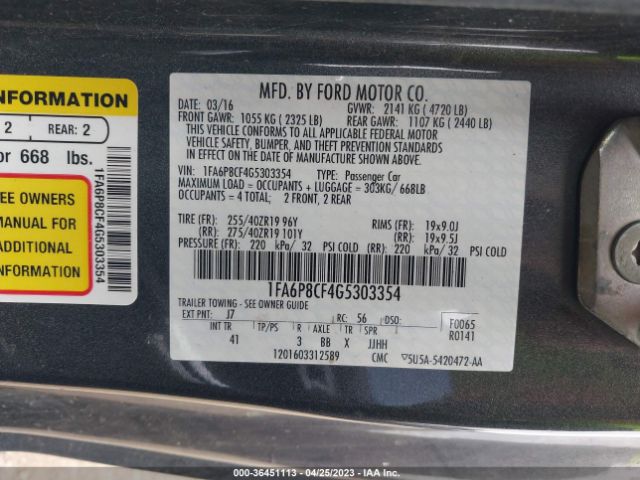 INFORMATION
2 REAR: 2
or 668 lbs.
SEE OWNERS
MANUAL FOR
ADDITIONAL
INFORMATION
1FA6P8CF4G5303354
MFD. BY FORD MOTOR CO.
DATE: 03/16 GVWR: 2141 KG ( 4720 LB)
FRONT GAWR: 1055 KG ( 2325 LB) REAR GAWR: 1107 KG ( 2440 LB)
THIS VEHICLE CONFORMS TO ALL APPLICABLE FEDERAL MOTOR
VEHICLE SAFETY, BUMPER, AND THEFT PREVENTION STANDARDS
IN EFFECT ON THE DATE OF MANUFACTURE SHOWN ABOVE.
VIN: 1FA6P8CF4G5303354 TYPE: Passenger Car
MAXIMUM LOAD = OCCUPANTS + LUGGAGE = 303KG/ 668LB
OCCUPANTS = 4 TOTAL; 2 FRONT, 2 REAR
TIRE (FR): 255/40ZR19 96Y RIMS (FR): 19x9.0J
(RR): 275/40ZR19 101Y (RR): 19x9.5J
PRESSURE (FR): 220 kPa/ 32 PSI COLD (RR) 220 kPa/ 32 PSI COLD
1FA6P8CF4G5303354
TRAILER TOWING - SEE OWNER GUIDE
EXT PNT: J7 RC: 56 DSO: F0065
R0141
INT TR TP/PS R AXLE TR SPR
41 3 BB X JJHH
1201603312589 CMC 5U5A-5420472-AA
000-36451113 - 04/25/2023 - IAA Inc.